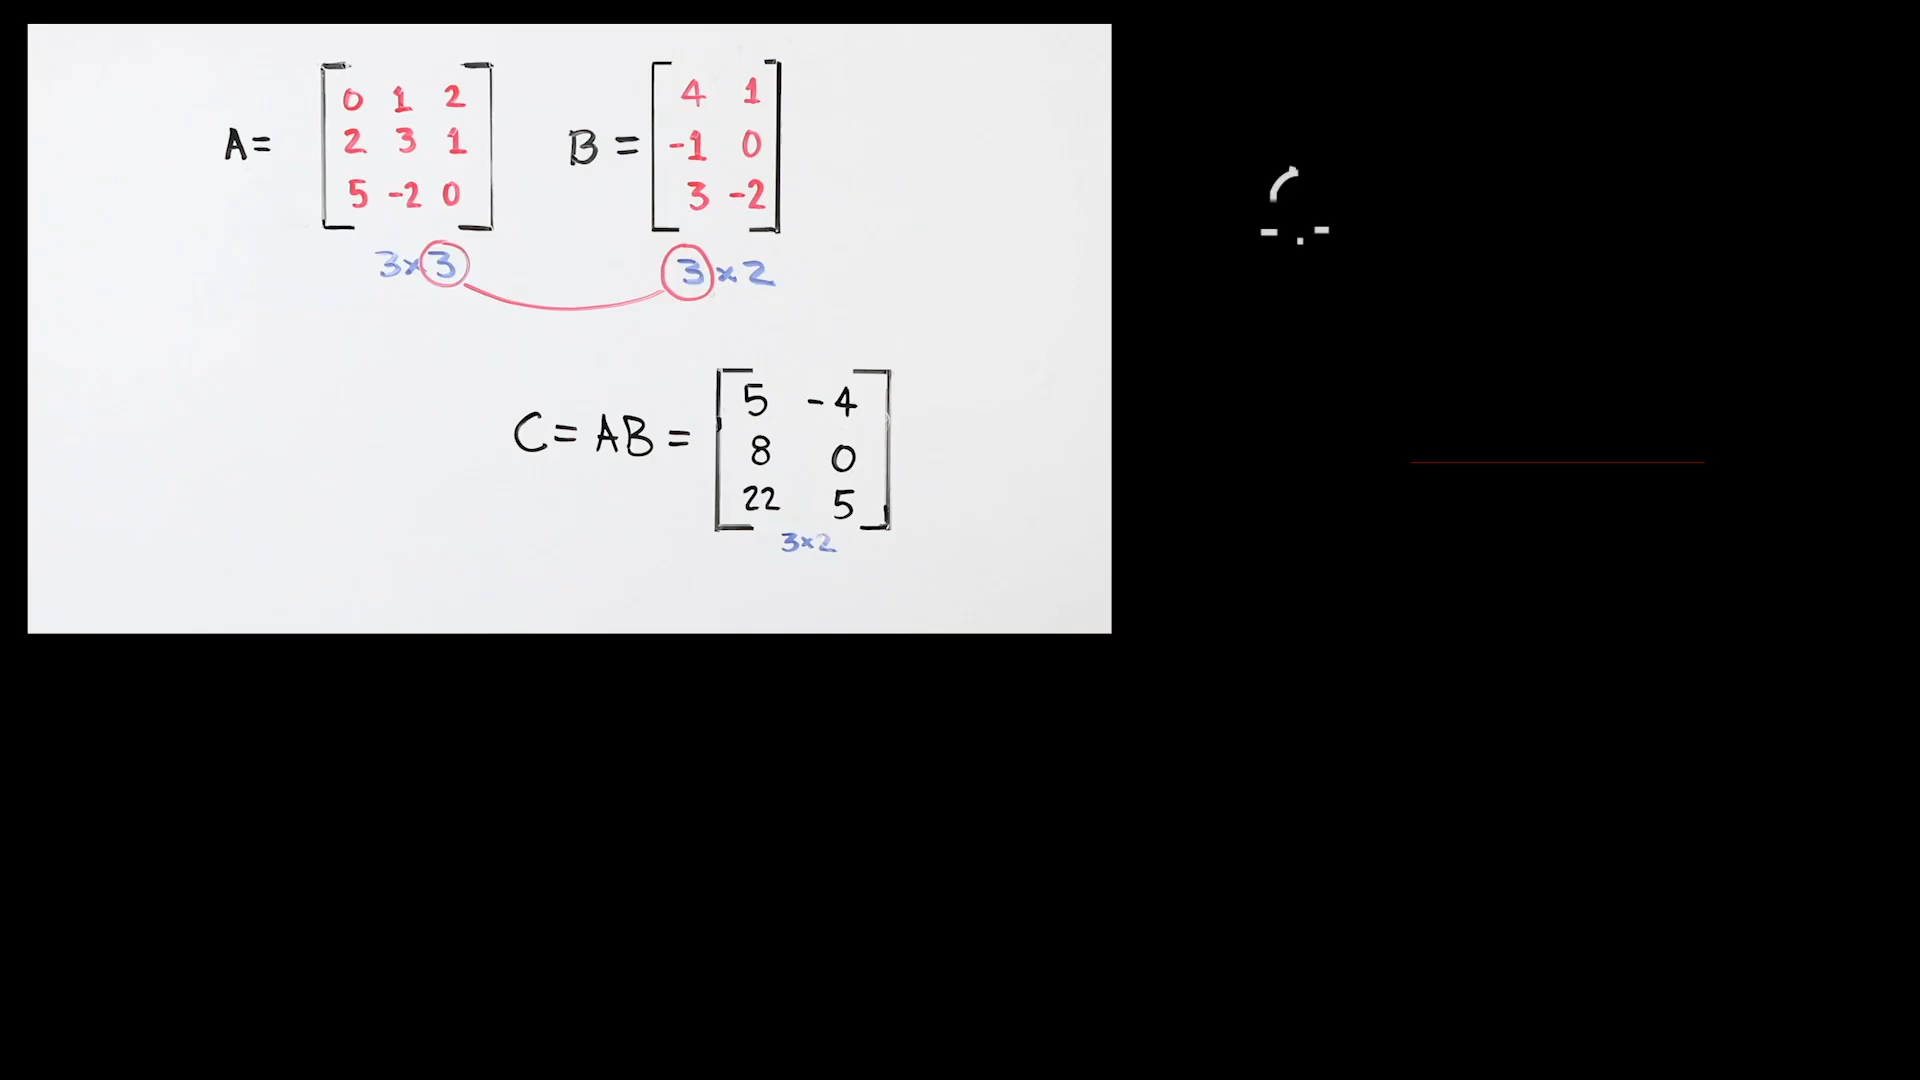 A = [0 1 2
2 3 1
5 -2 0]
3×3
B = [4 1
-1 0
3 -2]
3×2
C = AB = [5 -4
8 0
22 5]
3×2